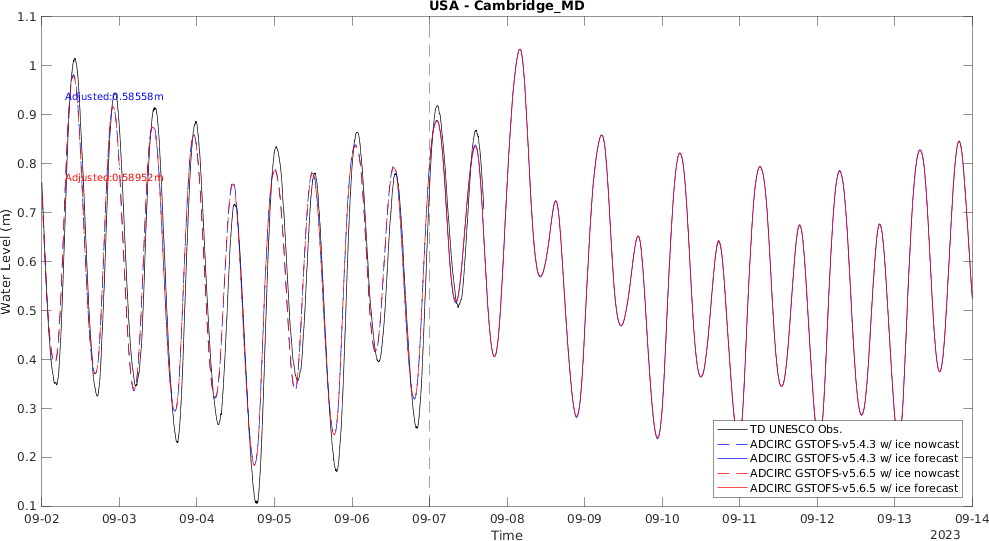 USA - Cambridge_MD
1.1
1
0.9
0.8
0.7
0.6
0.5
0.4
0.3
0.2
0.1
Water Level (m)
Adjusted:0.58558m
Adjusted:0.58952m
TD UNESCO Obs.
ADCIRC GSTOFS-v5.4.3 w/ ice nowcast
ADCIRC GSTOFS-v5.4.3 w/ ice forecast
ADCIRC GSTOFS-v5.6.5 w/ ice nowcast
ADCIRC GSTOFS-v5.6.5 w/ ice forecast
09-02 09-03 09-04 09-05 09-06 09-07 09-08 09-09 09-10 09-11 09-12 09-13 09-14
Time
2023